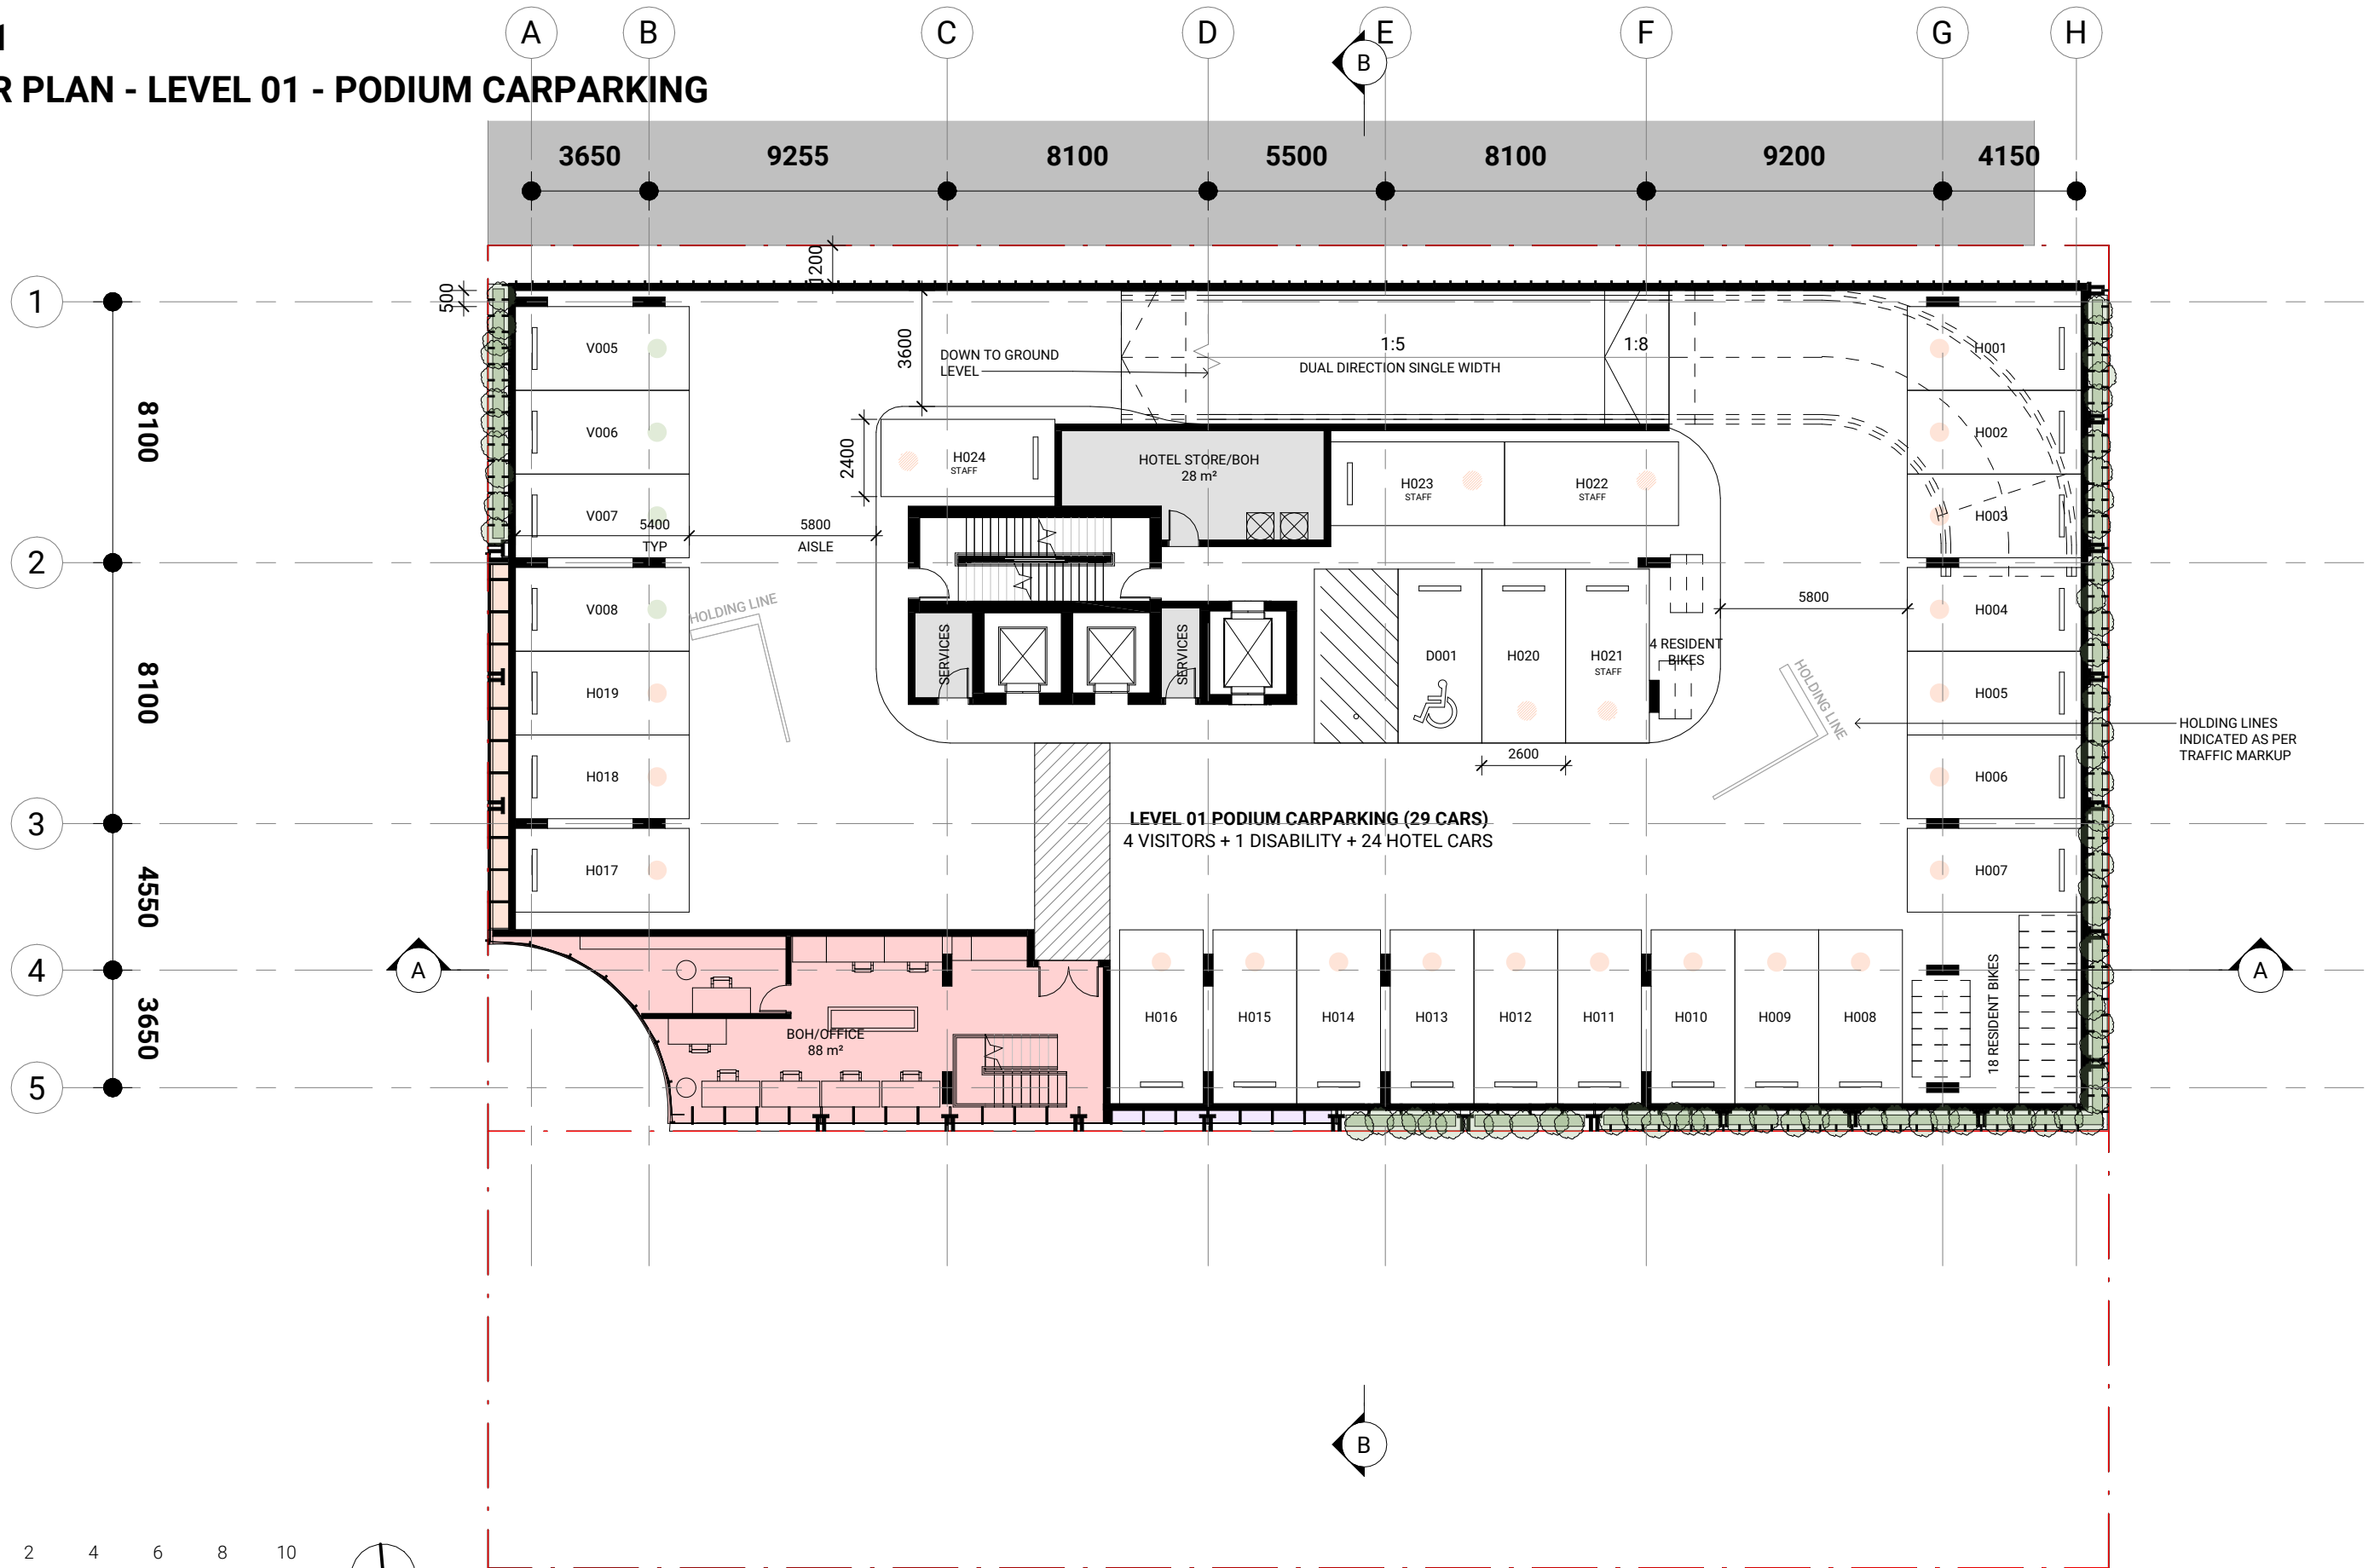 A B C D E F G H
B
R PLAN - LEVEL 01 - PODIUM CARPARKING
3650 9255 8100 5500 8100 9200 4150
1200
500
1
3600
DOWN TO GROUND
LEVEL
1:5
1:8
DUAL DIRECTION SINGLE WIDTH
V005
H001
8100
V006
H002
2400
H024
STAFF
HOTEL STORE/BOH
28 m²
H023
STAFF
H022
STAFF
V007
H003
5400
TYP
5800
AISLE
2
V008
HOLDING LINE
5800
H004
SERVICES
SERVICES
D001
H020
H021
STAFF
4 RESIDENT
BIKES
8100
H019
H005
HOLDING LINE
HOLDING LINES
INDICATED AS PER
TRAFFIC MARKUP
2600
H018
H006
3
LEVEL 01 PODIUM CARPARKING (29 CARS)
4 VISITORS + 1 DISABILITY + 24 HOTEL CARS
4550
H017
H007
4
A
A
3650
BOH/OFFICE
88 m²
H016
H015
H014
H013
H012
H011
H010
H009
H008
18 RESIDENT BIKES
5
B
2 4 6 8 10